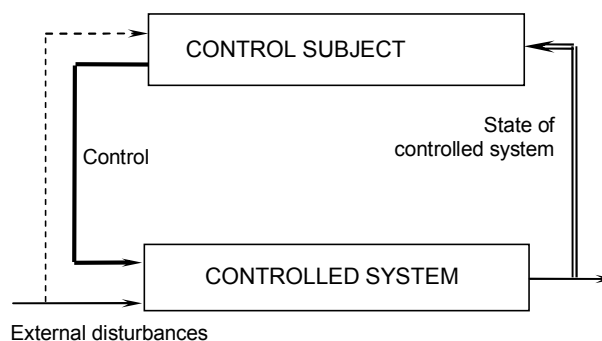 CONTROL SUBJECT
State of
controlled system
Control
CONTROLLED SYSTEM
External disturbances